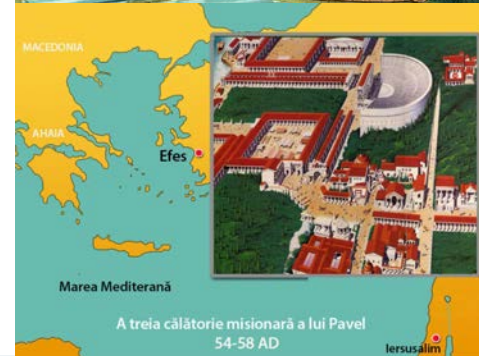 MACEDONIA
AHAIA
Efes
Marea Mediterană
A treia călătorie misionară a lui Pavel
54-58 AD
Iersusalim